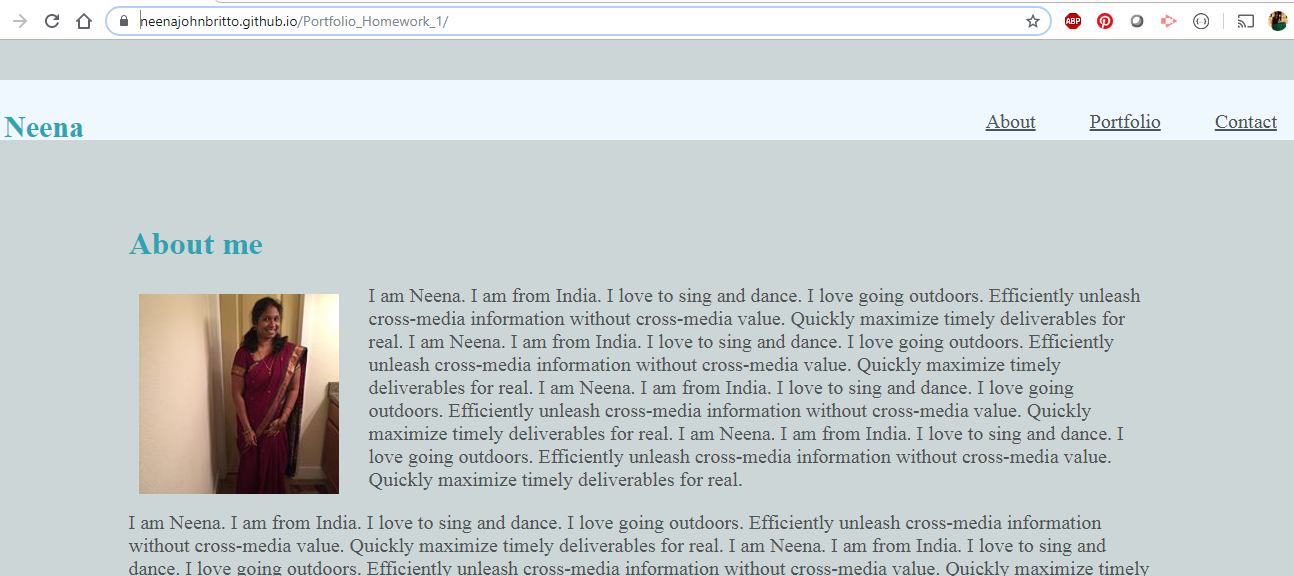 neenajohnbritto.github.io/Portfolio_Homework_1/
ABP
Neena
About Portfolio Contact
About me
I am Neena. I am from India. I love to sing and dance. I love going outdoors. Efficiently unleash
cross-media information without cross-media value. Quickly maximize timely deliverables for
real. I am Neena. I am from India. I love to sing and dance. I love going outdoors. Efficiently
unleash cross-media information without cross-media value. Quickly maximize timely
deliverables for real. I am Neena. I am from India. I love to sing and dance. I love going
outdoors. Efficiently unleash cross-media information without cross-media value. Quickly
maximize timely deliverables for real. I am Neena. I am from India. I love to sing and dance. I
love going outdoors. Efficiently unleash cross-media information without cross-media value.
Quickly maximize timely deliverables for real.
I am Neena. I am from India. I love to sing and dance. I love going outdoors. Efficiently unleash cross-media information
without cross-media value. Quickly maximize timely deliverables for real. I am Neena. I am from India. I love to sing and
dance. I love going outdoors. Efficiently unleash cross-media information without cross-media value. Quickly maximize timely